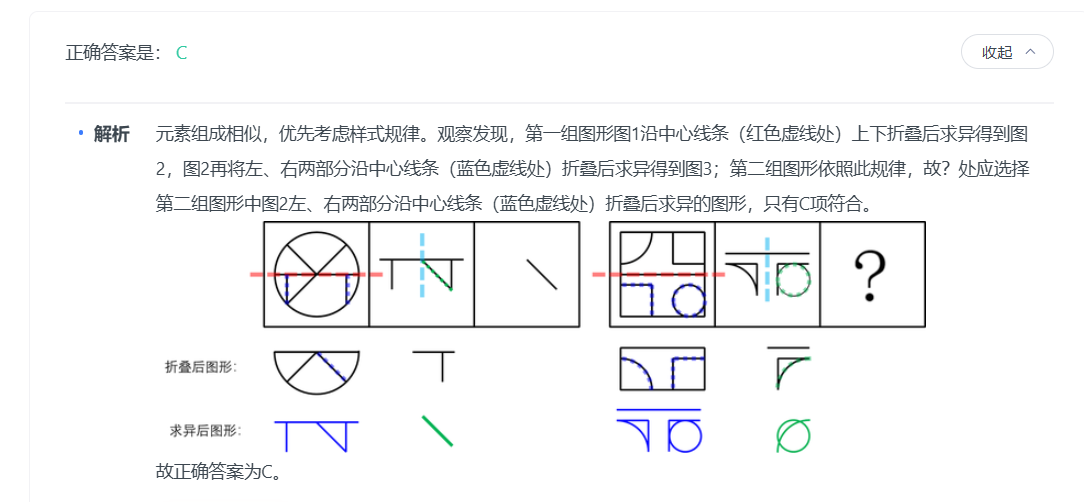 正确答案是： C
收起
解析
元素组成相似，优先考虑样式规律。观察发现，第一组图形图1沿中心线条（红色虚线处）上下折叠后求异得到图
2，图2再将左、右两部分沿中心线条（蓝色虚线处）折叠后求异得到图3；第二组图形依照此规律，故？处应选择
第二组图形中图2左、右两部分沿中心线条（蓝色虚线处）折叠后求异的图形，只有C项符合。
?
折叠后图形：
求异后图形：
故正确答案为C。